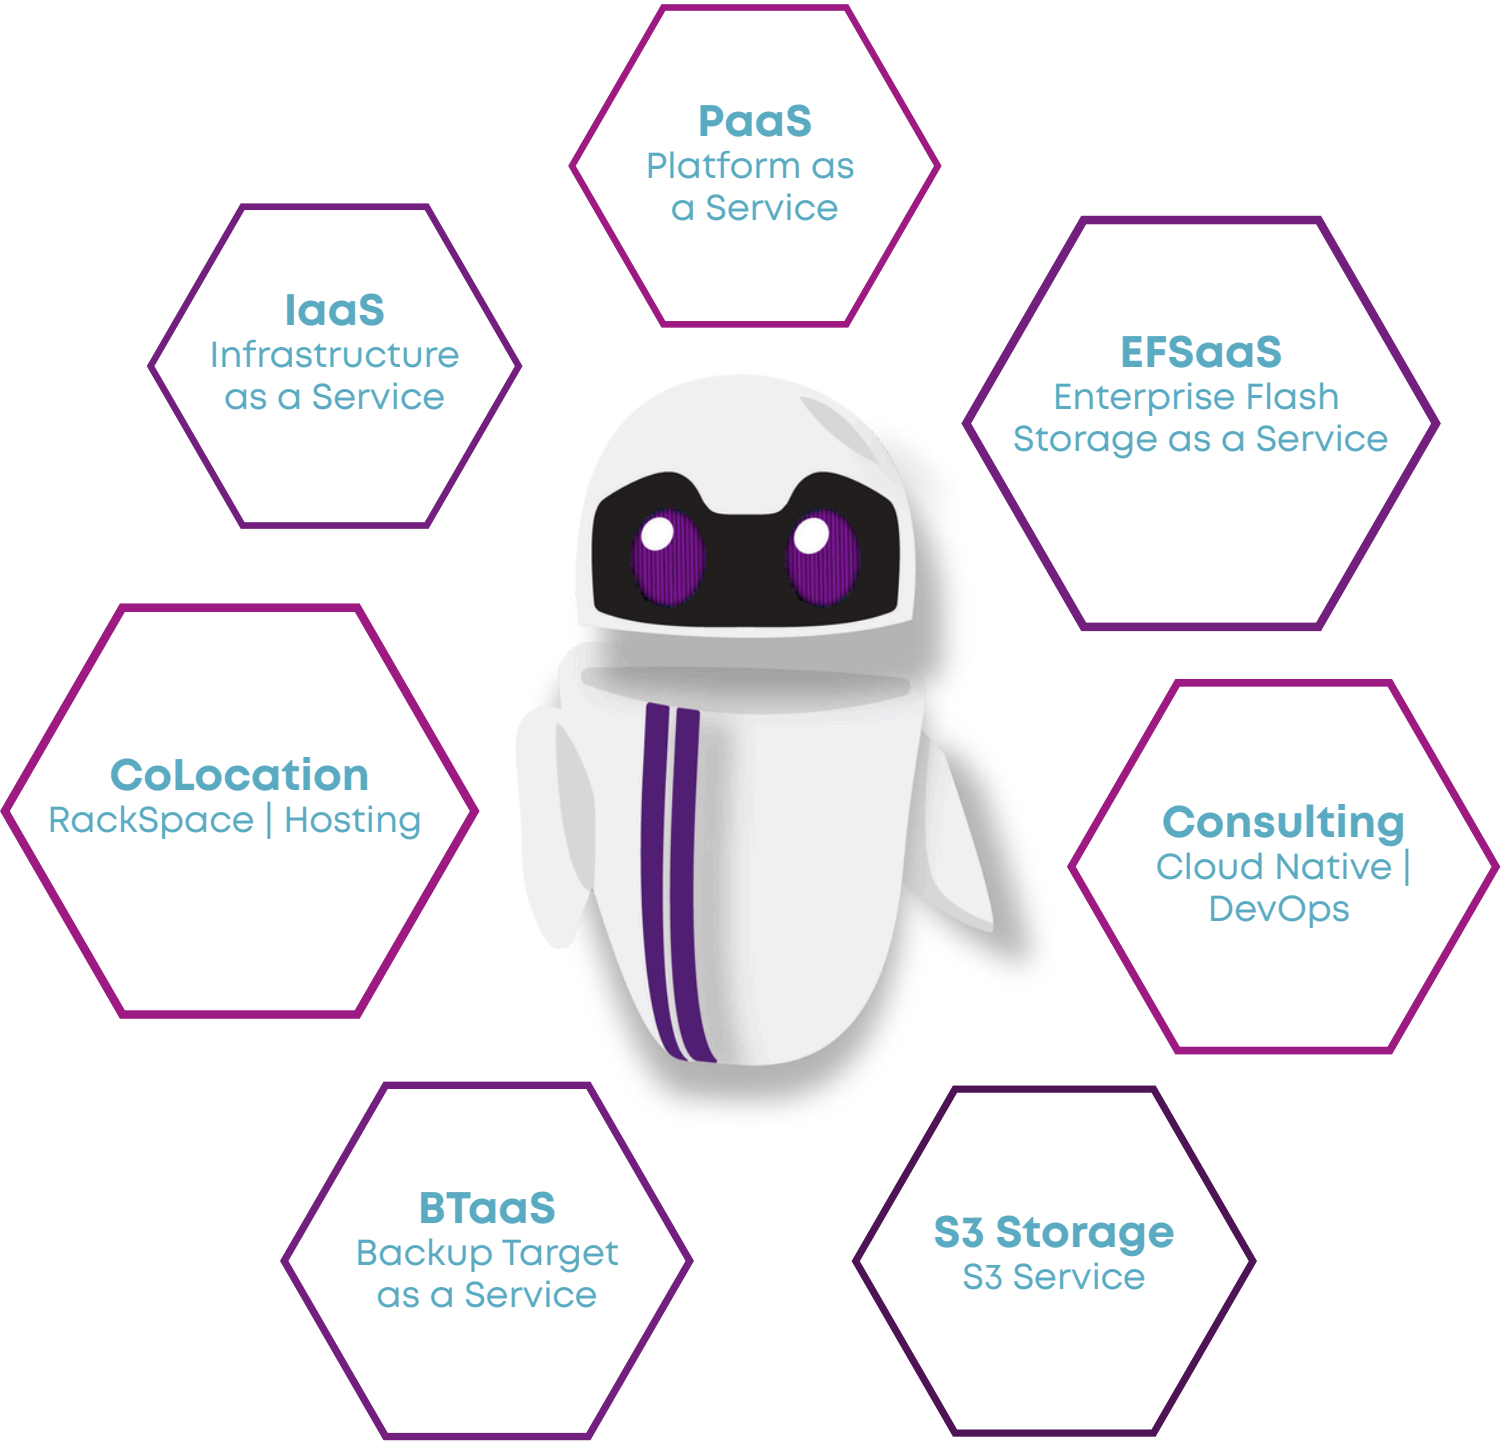 PaaS
Platform as
a Service
IaaS
Infrastructure
as a Service
EFSaaS
Enterprise Flash
Storage as a Service
CoLocation
RackSpace | Hosting
Consulting
Cloud Native |
DevOps
BTaaS
Backup Target
as a Service
S3 Storage
S3 Service